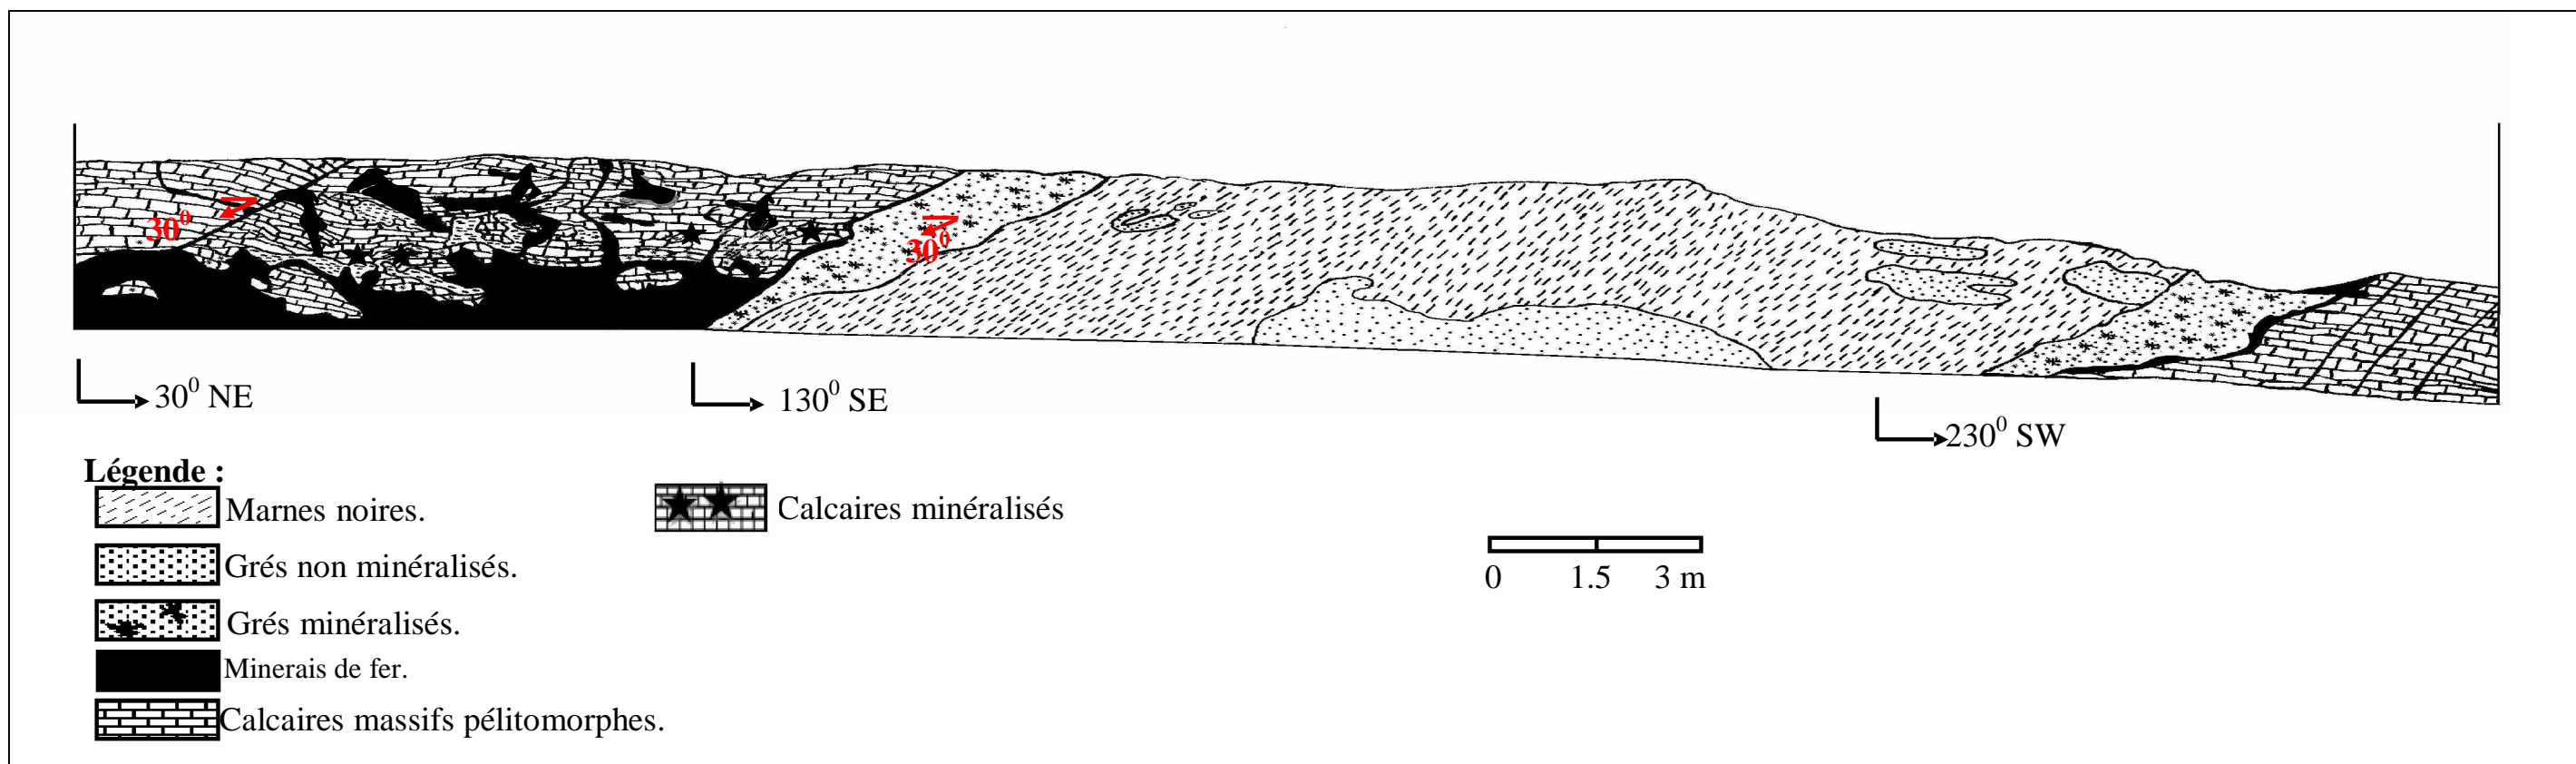 30⁰
30⁰
30⁰ NE
130⁰ SE
230⁰ SW
Légende :
Marnes noires.
Calcaires minéralisés
Grés non minéralisés.
0 1.5 3 m
Grés minéralisés.
Minerais de fer.
Calcaires massifs pélitomorphes.